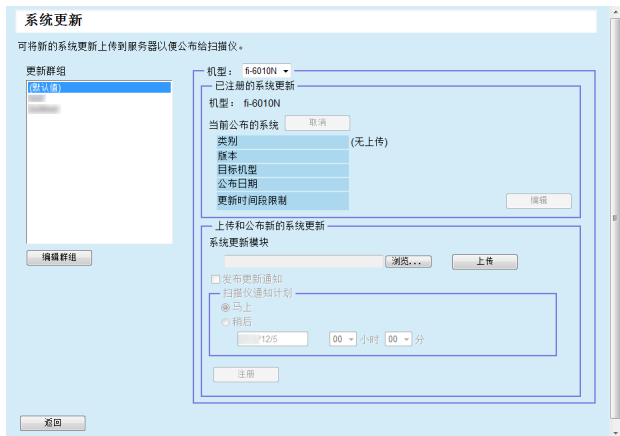 系统更新
可将新的系统更新上传到服务器以便公布给扫描仪。
更新群组
(默认值)
编辑群组
机型： fi-6010N
已注册的系统更新
机型： fi-6010N
当前公布的系统 取消
类别 (无上传)
版本
目标机型
公布日期
更新时间段限制 编辑
上传和公布新的系统更新
系统更新模块
浏览... 上传
发布更新通知
扫描仪通知计划
马上
稍后
/12/5 00 小时 00 分
注册
返回